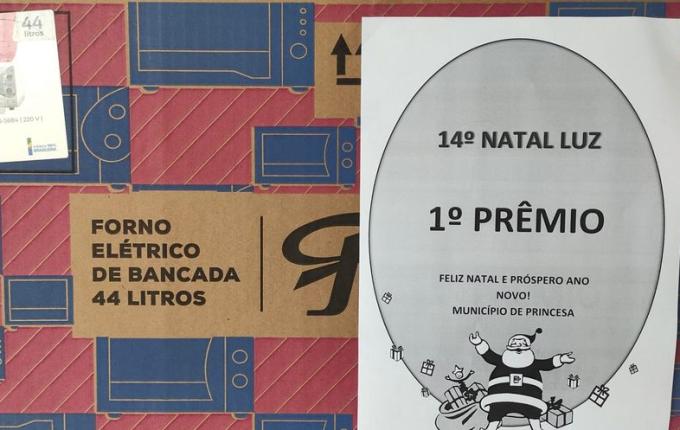 44
litros
| 220 V |
FORNO
ELÉTRICO
DE BANCADA
44 LITROS
14º NATAL LUZ
1º PRÊMIO
FELIZ NATAL E PRÓSPERO ANO
NOVO!
MUNICÍPIO DE PRINCESA